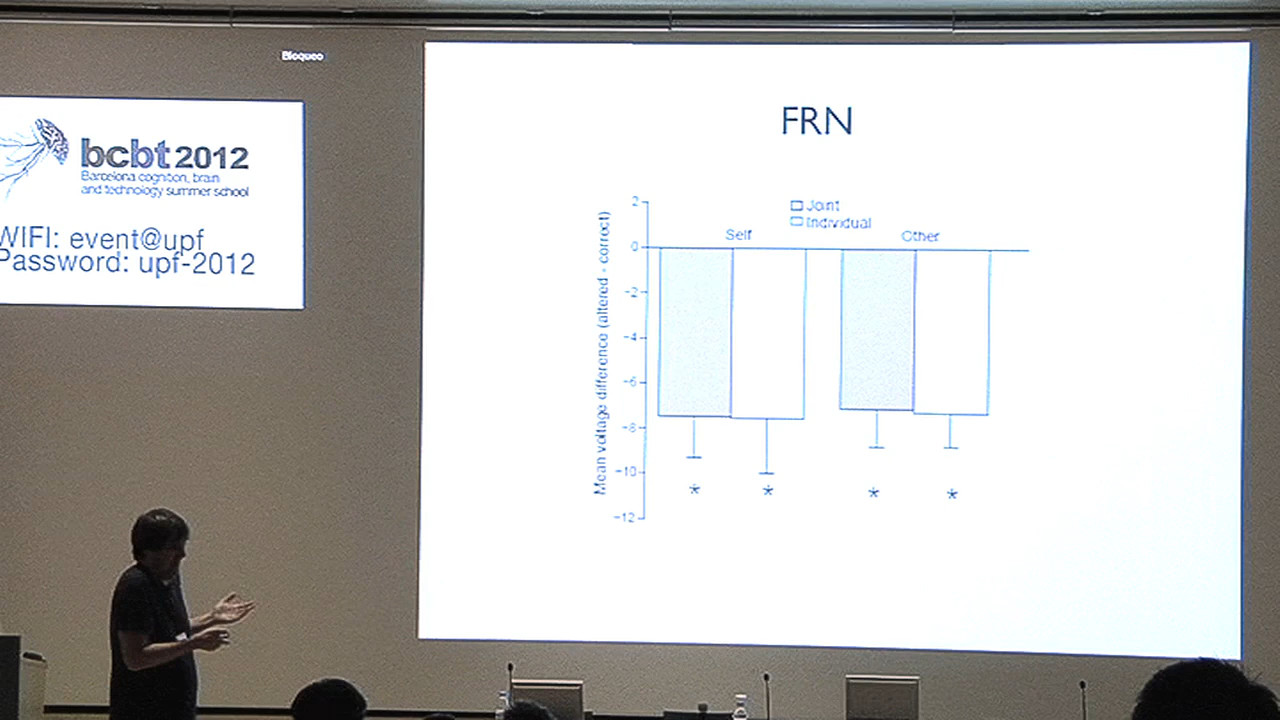 Bloqueo
bcbt 2012
Barcelona cognition, brain
and technology summer school
WIFI: event@upf
Password: upf-2012
FRN
Joint
Individual
Self
Other
Mean voltage difference (altered - correct)
2
0
-2
-4
-6
-8
-10
-12
* * * *